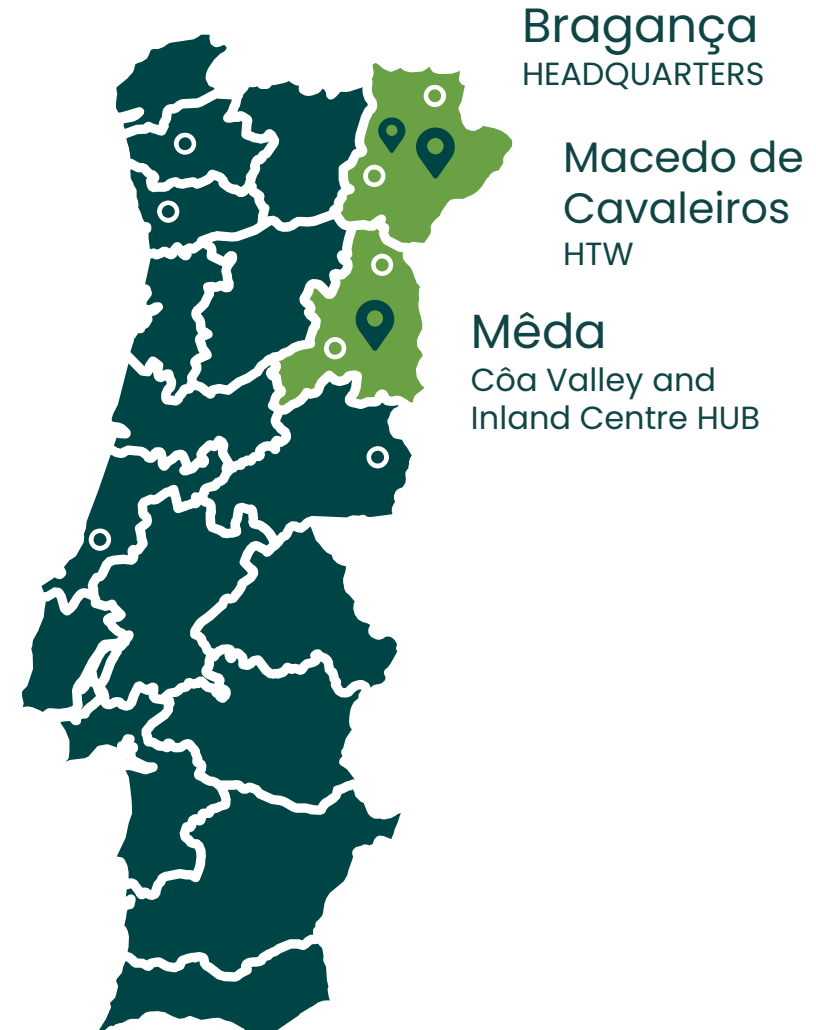 Bragança
HEADQUARTERS
Macedo de
Cavaleiros
HTW
Mêda
Côa Valley and
Inland Centre HUB